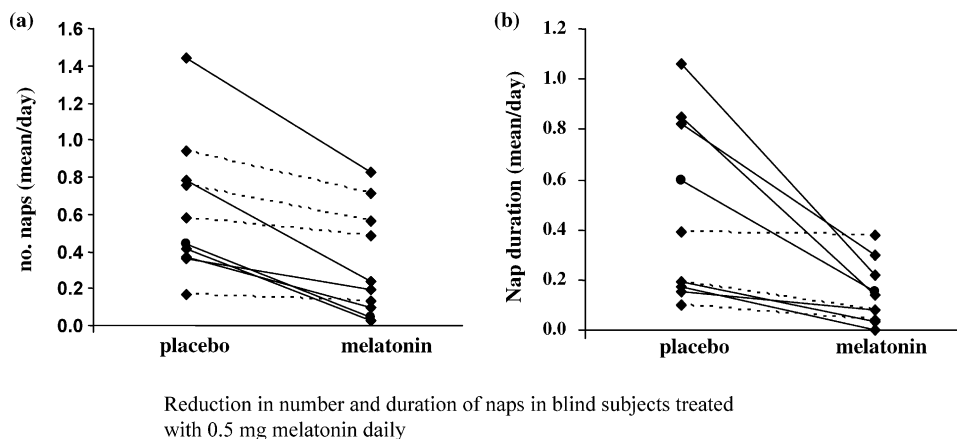 (a)
1.6
1.4
1.2
1.0
0.8
0.6
0.4
0.2
0.0
no. naps (mean/day)
placebo melatonin
(b)
1.2
1.0
0.8
0.6
0.4
0.2
0.0
Nap duration (mean/day)
placebo melatonin
Reduction in number and duration of naps in blind subjects treated
with 0.5 mg melatonin daily